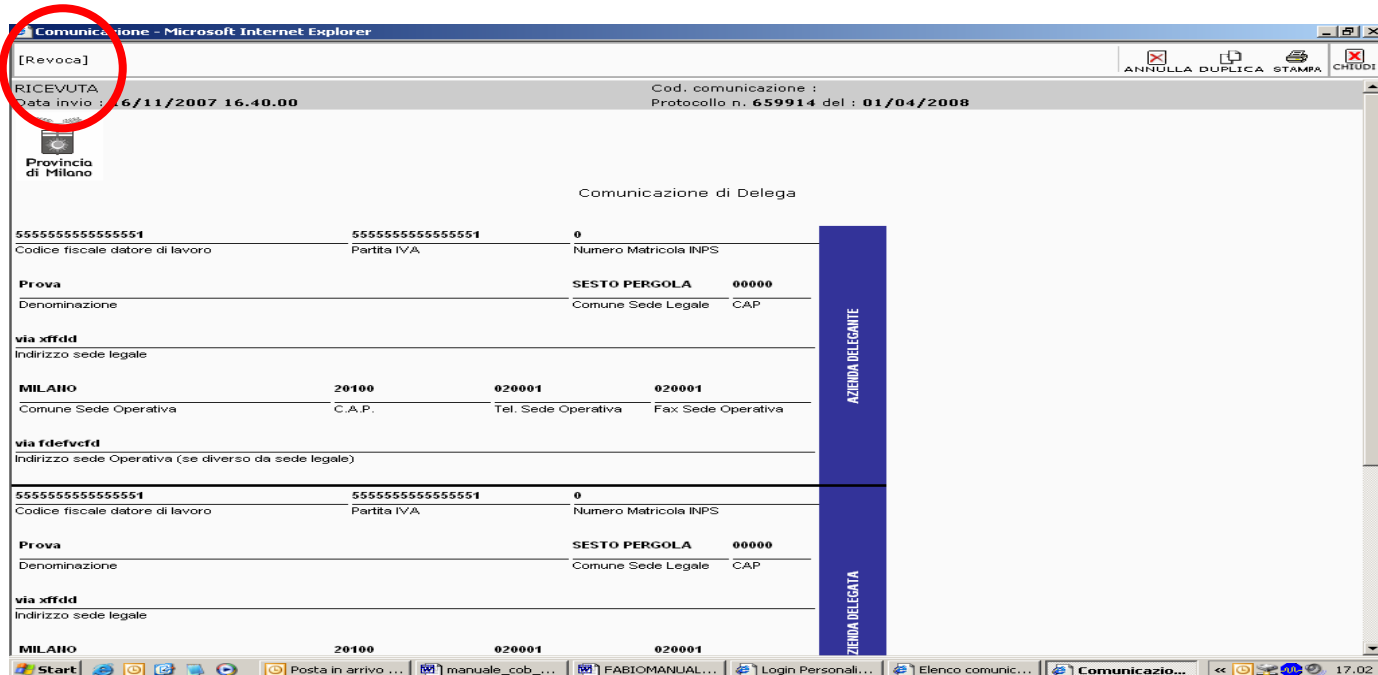 Comunicazione - Microsoft Internet Explorer
[Revoca]
ANNULLA DUPLICA STAMPA CHIUDI
RICEVUTA Cod. comunicazione :
Data invio : 16/11/2007 16.40.00 Protocollo n. 659914 del : 01/04/2008
Provincia
di Milano
Comunicazione di Delega
5555555555555551 5555555555555551 0
Codice fiscale datore di lavoro Partita IVA Numero Matricola INPS
Prova SESTO PERGOLA 00000
Denominazione Comune Sede Legale CAP
via xffdd
Indirizzo sede legale
MILANO 20100 020001 020001
Comune Sede Operativa C.A.P. Tel. Sede Operativa Fax Sede Operativa
via fdefvcfd
Indirizzo sede Operativa (se diverso da sede legale)
AZIENDA DELEGANTE
5555555555555551 5555555555555551 0
Codice fiscale datore di lavoro Partita IVA Numero Matricola INPS
Prova SESTO PERGOLA 00000
Denominazione Comune Sede Legale CAP
via xffdd
Indirizzo sede legale
MILANO 20100 020001 020001
ZIENDA DELEGATA
Start Posta in arrivo ... manuale_cob_... FABIOMANUAL... Login Personali... Elenco comunic... Comunicazio... « 17.02